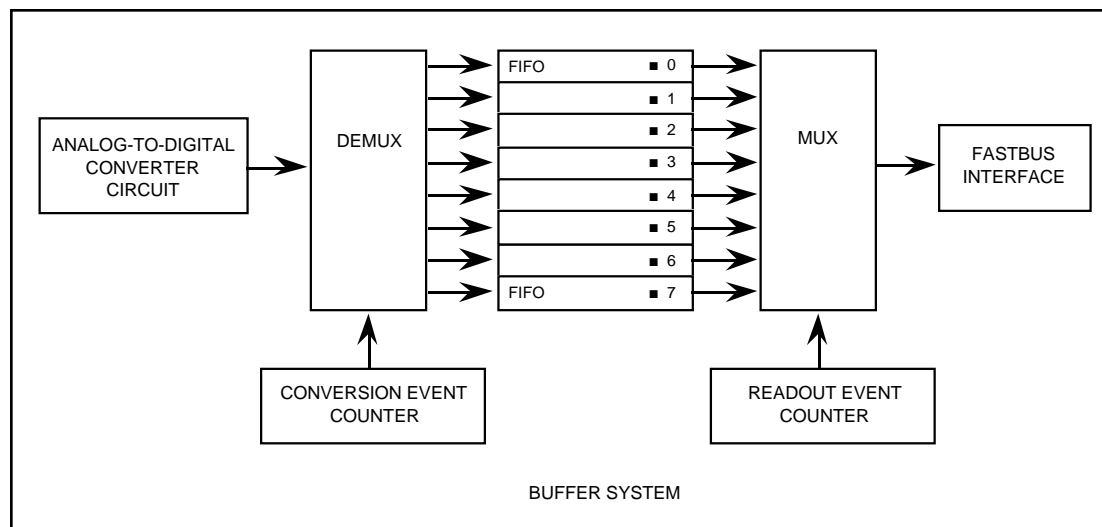 ANALOG-TO-DIGITAL
CONVERTER
CIRCUIT
DEMUX
FIFO ■ 0
■ 1
■ 2
■ 3
■ 4
■ 5
■ 6
FIFO ■ 7
MUX
FASTBUS
INTERFACE
CONVERSION EVENT
COUNTER
READOUT EVENT
COUNTER
BUFFER SYSTEM